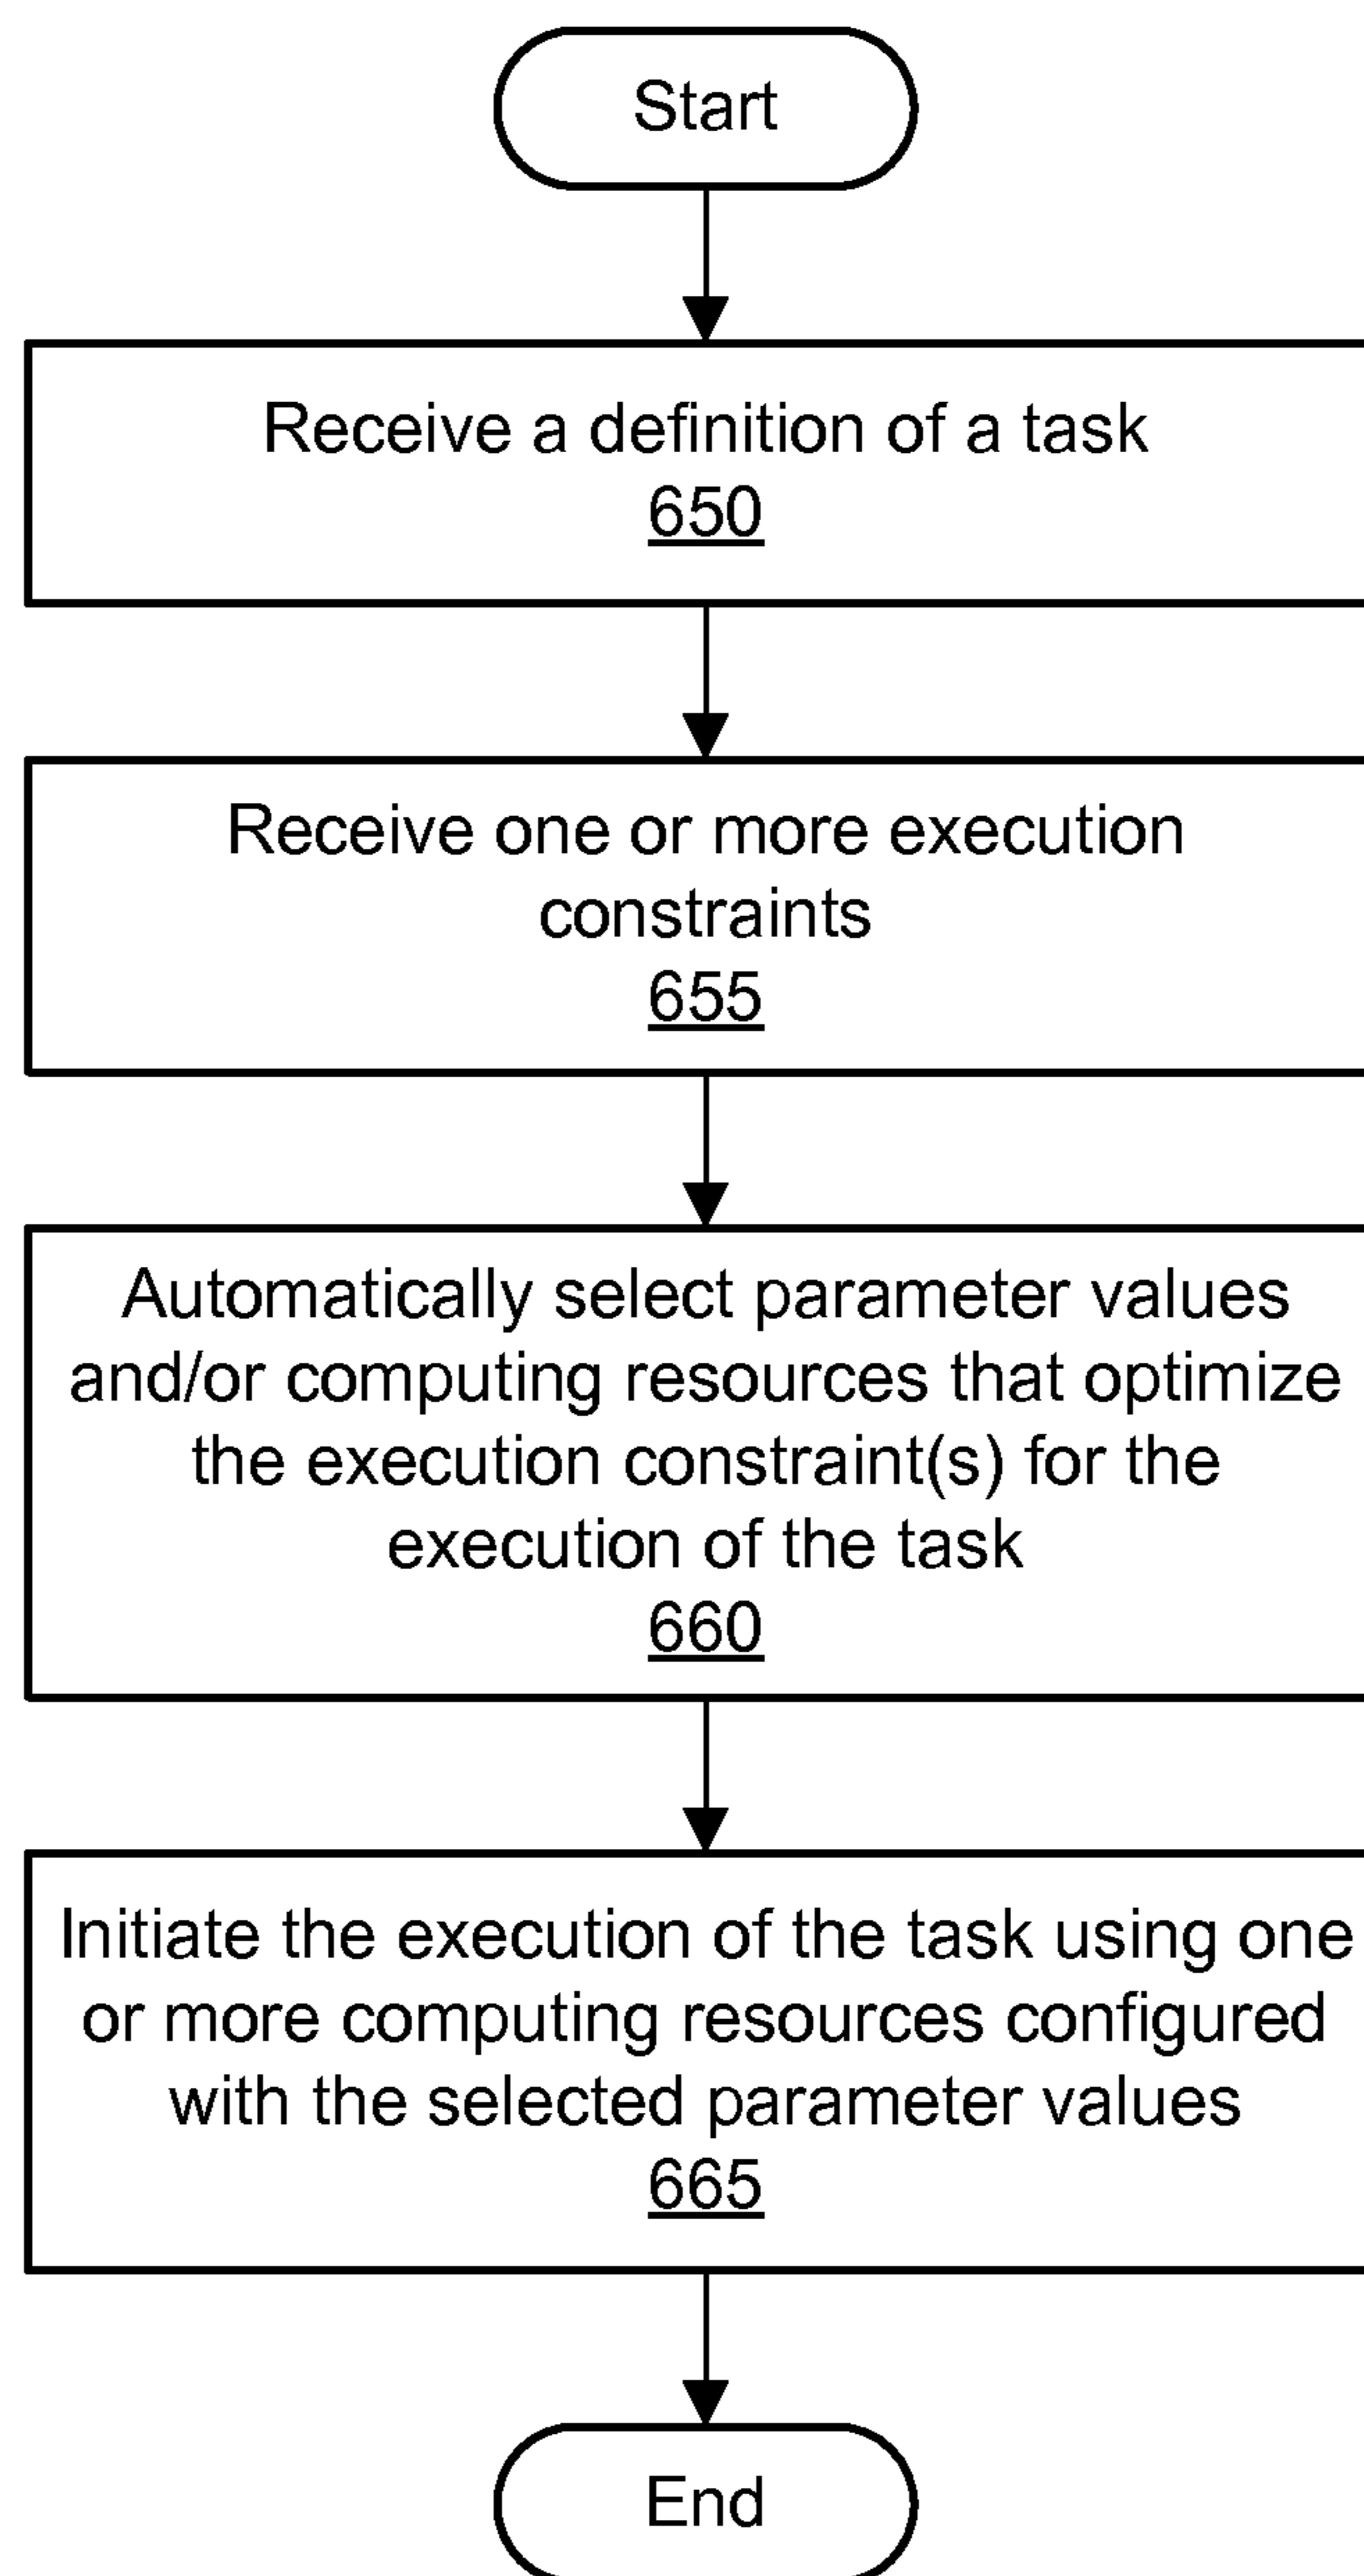 Start
Receive a definition of a task
650
Receive one or more execution
constraints
655
Automatically select parameter values
and/or computing resources that optimize
the execution constraint(s) for the
execution of the task
660
Initiate the execution of the task using one
or more computing resources configured
with the selected parameter values
665
End